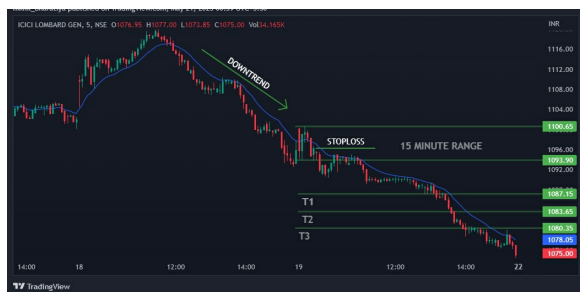 ICICI LOMBARD GEN, 5, NSE O1076.95 H1077.00 L1073.85 C1075.00 Vol34.165K
INR
1116.00
1112.00
1108.00
1104.00
1100.65
1096.00
1093.90
1092.00
1087.15
1083.65
1080.35
1078.05
1075.00
DOWNTREND
STOPLOSS
15 MINUTE RANGE
T1
T2
T3
14:00 18 12:00 14:00 19 12:00 14:00 22
TradingView